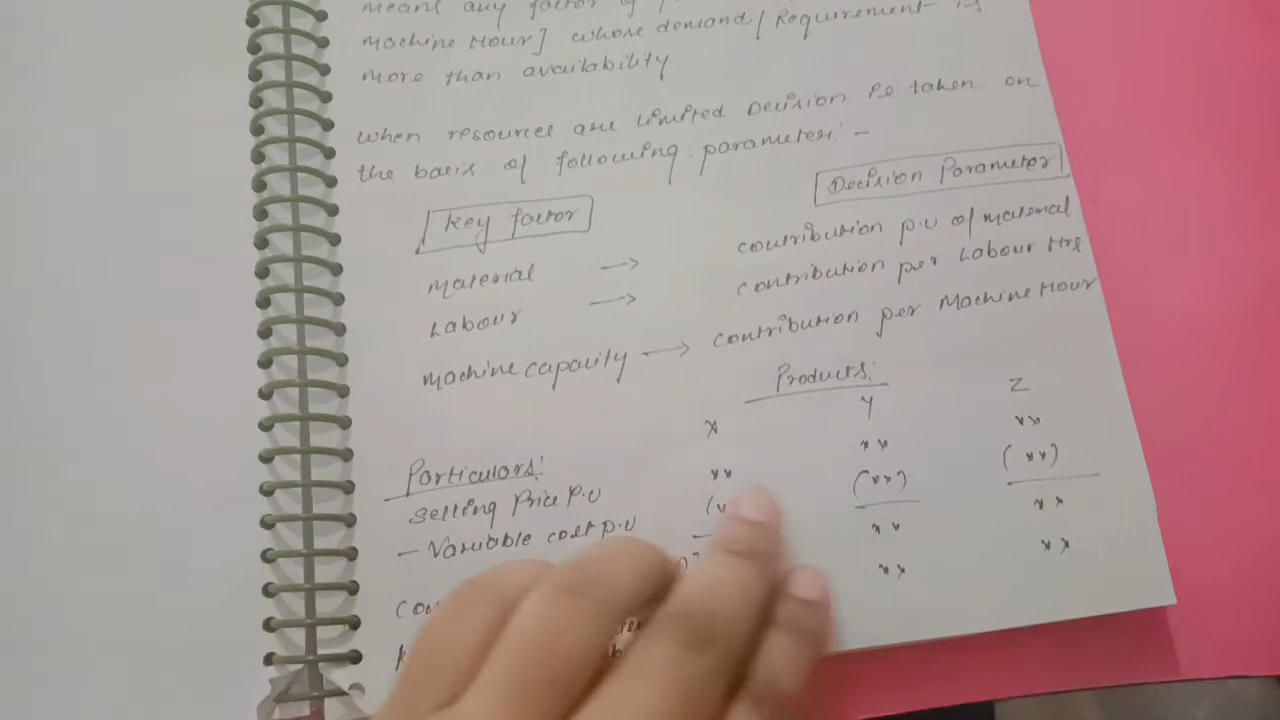 means any factor of
Machine Hour] whose demand/Requirement is
more than availability
When resources are limited Decision is taken on
the basis of following parameters: -
Key factor
Decision Parameter
Material → contribution p.u of material
Labour → contribution per Labour Hrs
Machine capacity → contribution per Machine Hour
Products:
Particulars: X Y Z
Selling Price p.u xx xx xx
- Variable cost p.u (xx) (xx)
xx xx
xx xx